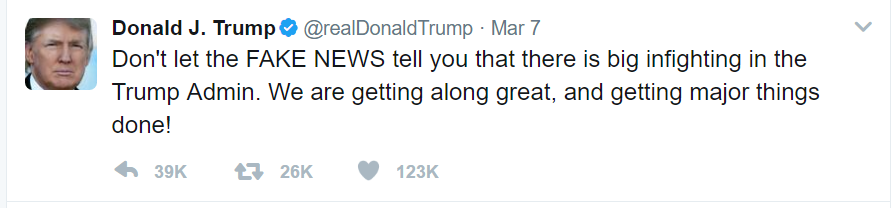 Donald J. Trump @realDonaldTrump · Mar 7
Don't let the FAKE NEWS tell you that there is big infighting in the
Trump Admin. We are getting along great, and getting major things
done!
39K 26K 123K